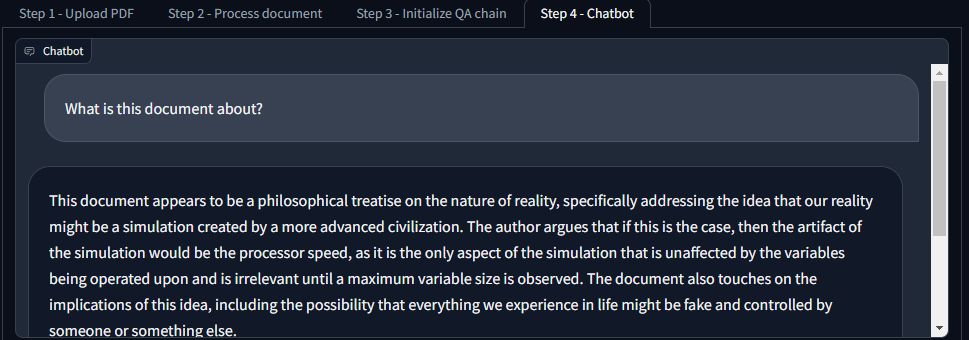 Step 1 - Upload PDF Step 2 - Process document Step 3 - Initialize QA chain Step 4 - Chatbot
Chatbot
What is this document about?
This document appears to be a philosophical treatise on the nature of reality, specifically addressing the idea that our reality
might be a simulation created by a more advanced civilization. The author argues that if this is the case, then the artifact of
the simulation would be the processor speed, as it is the only aspect of the simulation that is unaffected by the variables
being operated upon and is irrelevant until a maximum variable size is observed. The document also touches on the
implications of this idea, including the possibility that everything we experience in life might be fake and controlled by
someone or something else.